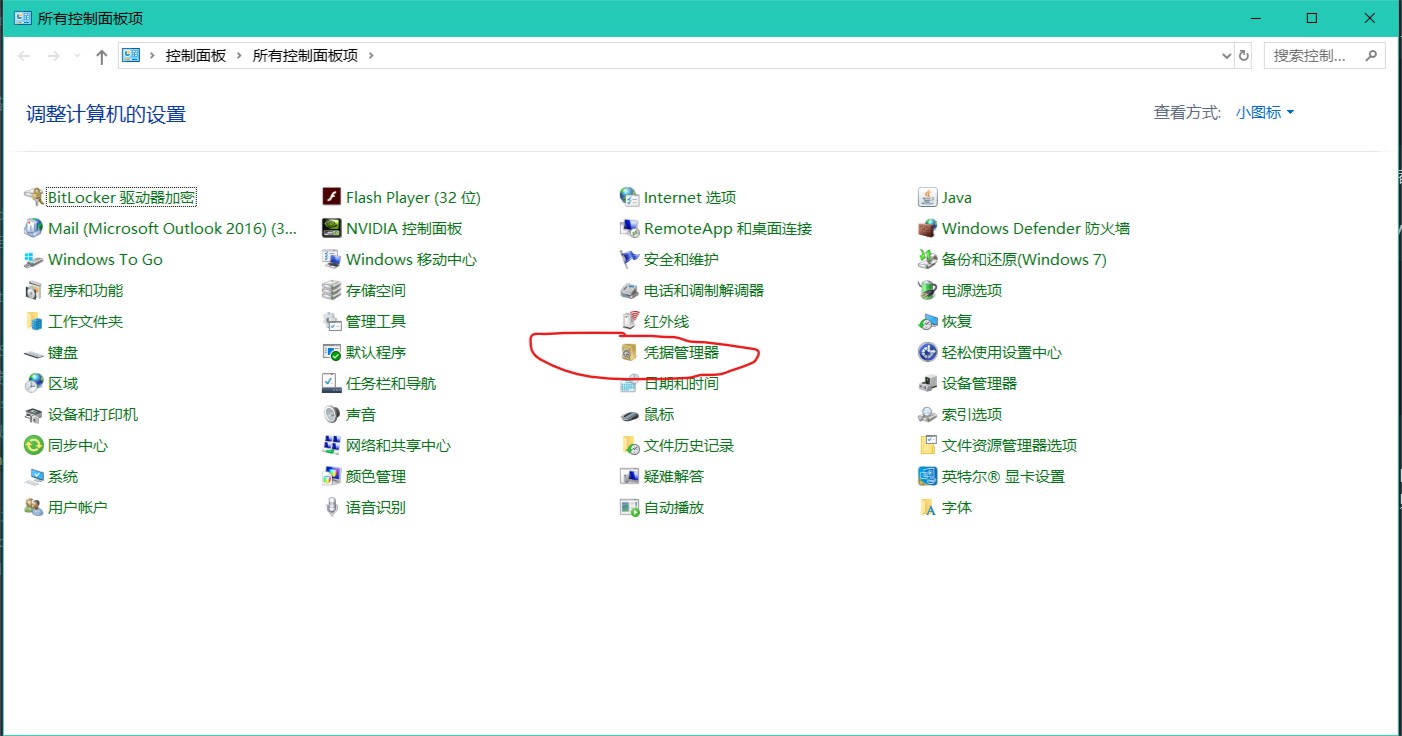 所有控制面板项
控制面板 所有控制面板项 搜索控制...
调整计算机的设置 查看方式: 小图标
BitLocker 驱动器加密 Flash Player (32 位) Internet 选项 Java
Mail (Microsoft Outlook 2016) (3... NVIDIA 控制面板 RemoteApp 和桌面连接 Windows Defender 防火墙
Windows To Go Windows 移动中心 安全和维护 备份和还原(Windows 7)
程序和功能 存储空间 电话和调制解调器 电源选项
工作文件夹 管理工具 红外线 恢复
键盘 默认程序 凭据管理器 轻松使用设置中心
区域 任务栏和导航 日期和时间 设备管理器
设备和打印机 声音 鼠标 索引选项
同步中心 网络和共享中心 文件历史记录 文件资源管理器选项
系统 颜色管理 疑难解答 英特尔® 显卡设置
用户帐户 语音识别 自动播放 字体